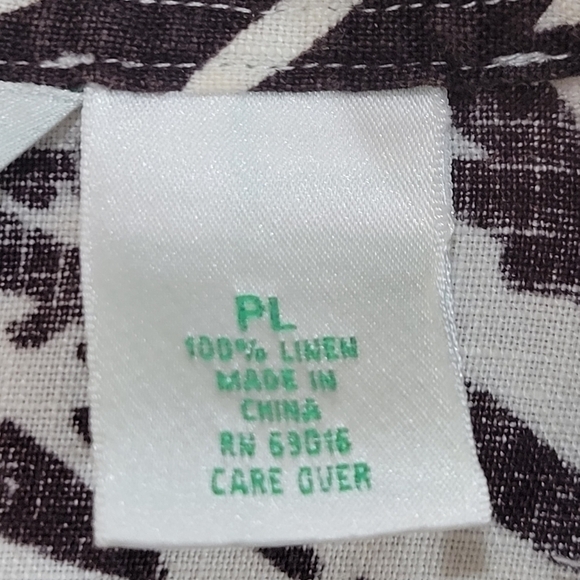 PL
100% LINEN
MADE IN
CHINA
RN 69016
CARE OVER